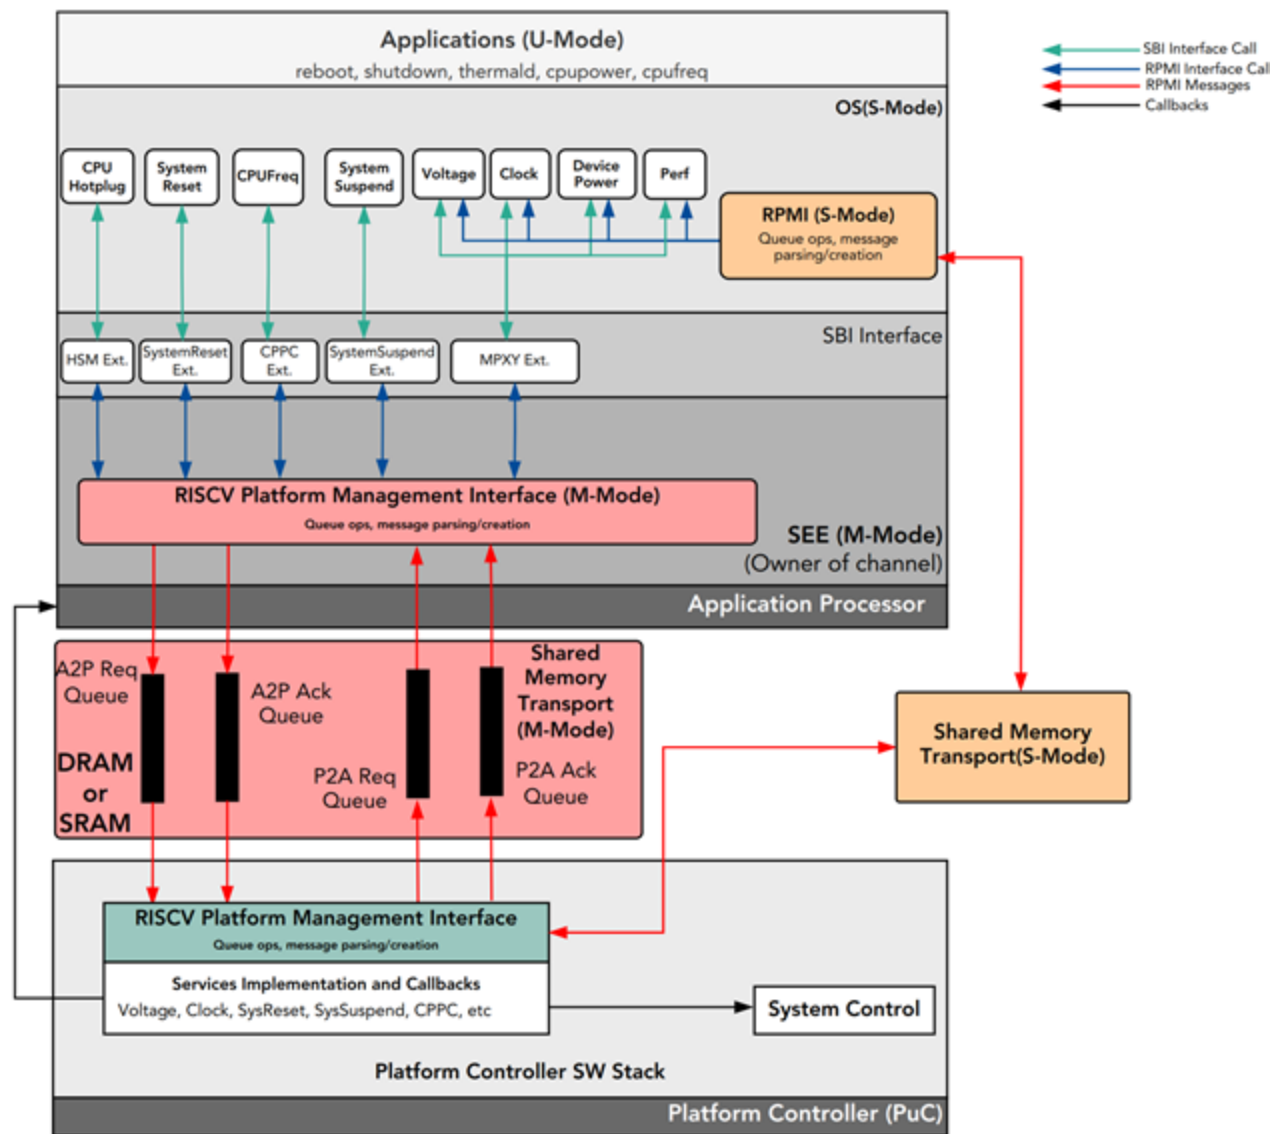 Applications (U-Mode)
reboot, shutdown, thermald, cpupower, cpufreq
SBI Interface Call
RPMI Interface Call
RPMI Messages
Callbacks
OS(S-Mode)
CPU
Hotplug
System
Reset
CPUFreq
System
Suspend
Voltage
Clock
Device
Power
Perf
RPMI (S-Mode)
Queue ops, message
parsing/creation
SBI Interface
HSM Ext.
SystemReset
Ext.
CPPC
Ext.
SystemSuspend
Ext.
MPXY Ext.
RISCV Platform Management Interface (M-Mode)
Queue ops, message parsing/creation
SEE (M-Mode)
(Owner of channel)
Application Processor
A2P Req
Queue
A2P Ack
Queue
Shared
Memory
Transport
(M-Mode)
P2A Req
Queue
P2A Ack
Queue
DRAM
or
SRAM
Shared Memory
Transport(S-Mode)
RISCV Platform Management Interface
Queue ops, message parsing/creation
Services Implementation and Callbacks
Voltage, Clock, SysReset, SysSuspend, CPPC, etc
System Control
Platform Controller SW Stack
Platform Controller (PuC)